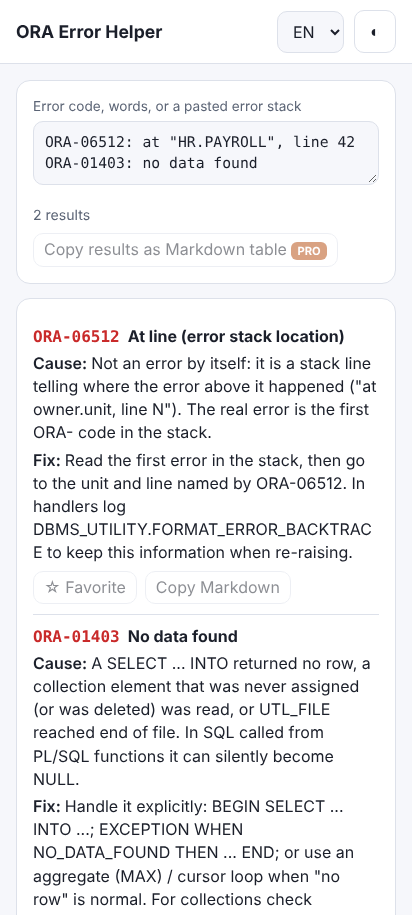 ORA Error Helper
EN
Error code, words, or a pasted error stack
ORA-06512: at "HR.PAYROLL", line 42
ORA-01403: no data found
2 results
Copy results as Markdown table PRO
ORA-06512 At line (error stack location)
Cause: Not an error by itself: it is a stack line
telling where the error above it happened ("at
owner.unit, line N"). The real error is the first
ORA- code in the stack.
Fix: Read the first error in the stack, then go
to the unit and line named by ORA-06512. In
handlers log
DBMS_UTILITY.FORMAT_ERROR_BACKTRAC
E to keep this information when re-raising.
☆ Favorite
Copy Markdown
ORA-01403 No data found
Cause: A SELECT ... INTO returned no row, a
collection element that was never assigned
(or was deleted) was read, or UTL_FILE
reached end of file. In SQL called from
PL/SQL functions it can silently become
NULL.
Fix: Handle it explicitly: BEGIN SELECT ...
INTO ...; EXCEPTION WHEN
NO_DATA_FOUND THEN ... END; or use an
aggregate (MAX) / cursor loop when "no
row" is normal. For collections check